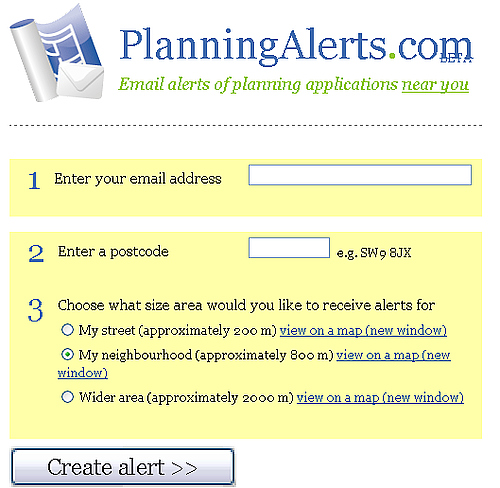 PlanningAlerts.com
BETA
Email alerts of planning applications near you
1 Enter your email address
2 Enter a postcode e.g. SW9 8JX
3 Choose what size area would you like to receive alerts for
My street (approximately 200 m) view on a map (new window)
My neighbourhood (approximately 800 m) view on a map (new
window)
Wider area (approximately 2000 m) view on a map (new window)
Create alert >>